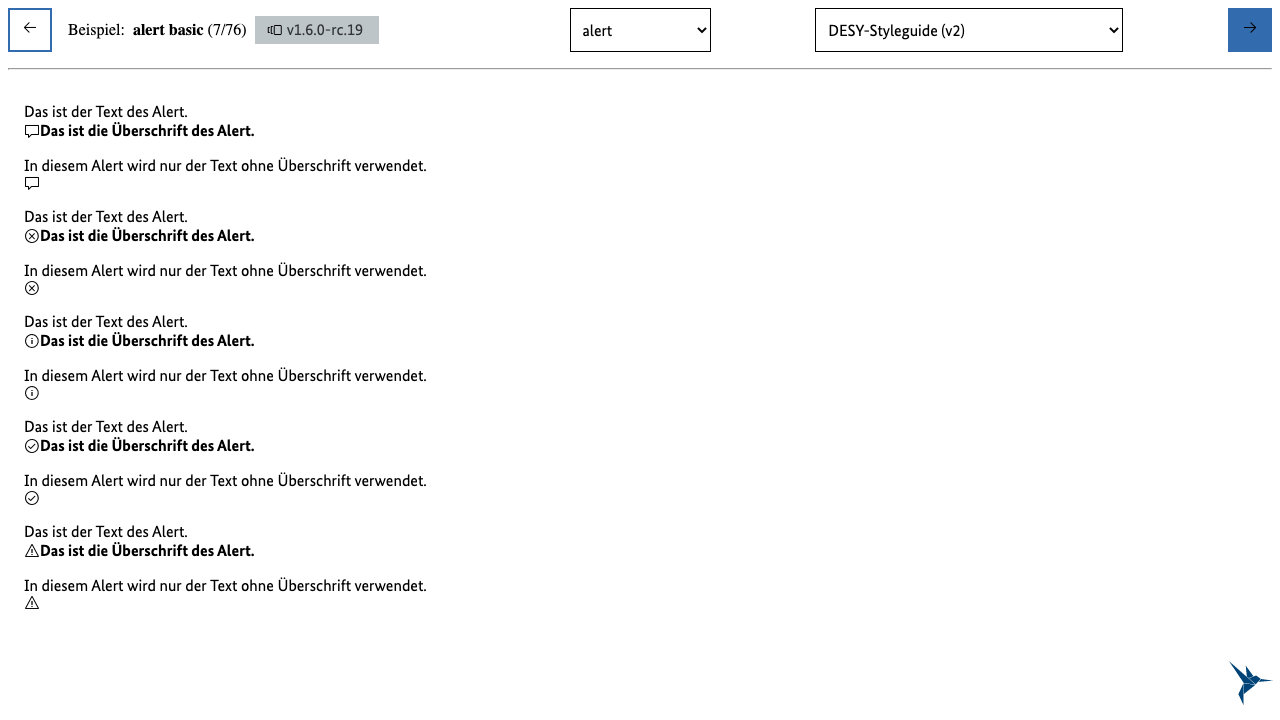 Beispiel: alert basic (7/76) v1.6.0-rc.19 alert DESY-Styleguide (v2)
Das ist der Text des Alert.
Das ist die Überschrift des Alert.
In diesem Alert wird nur der Text ohne Überschrift verwendet.
Das ist der Text des Alert.
Das ist die Überschrift des Alert.
In diesem Alert wird nur der Text ohne Überschrift verwendet.
Das ist der Text des Alert.
Das ist die Überschrift des Alert.
In diesem Alert wird nur der Text ohne Überschrift verwendet.
Das ist der Text des Alert.
Das ist die Überschrift des Alert.
In diesem Alert wird nur der Text ohne Überschrift verwendet.
Das ist der Text des Alert.
Das ist die Überschrift des Alert.
In diesem Alert wird nur der Text ohne Überschrift verwendet.